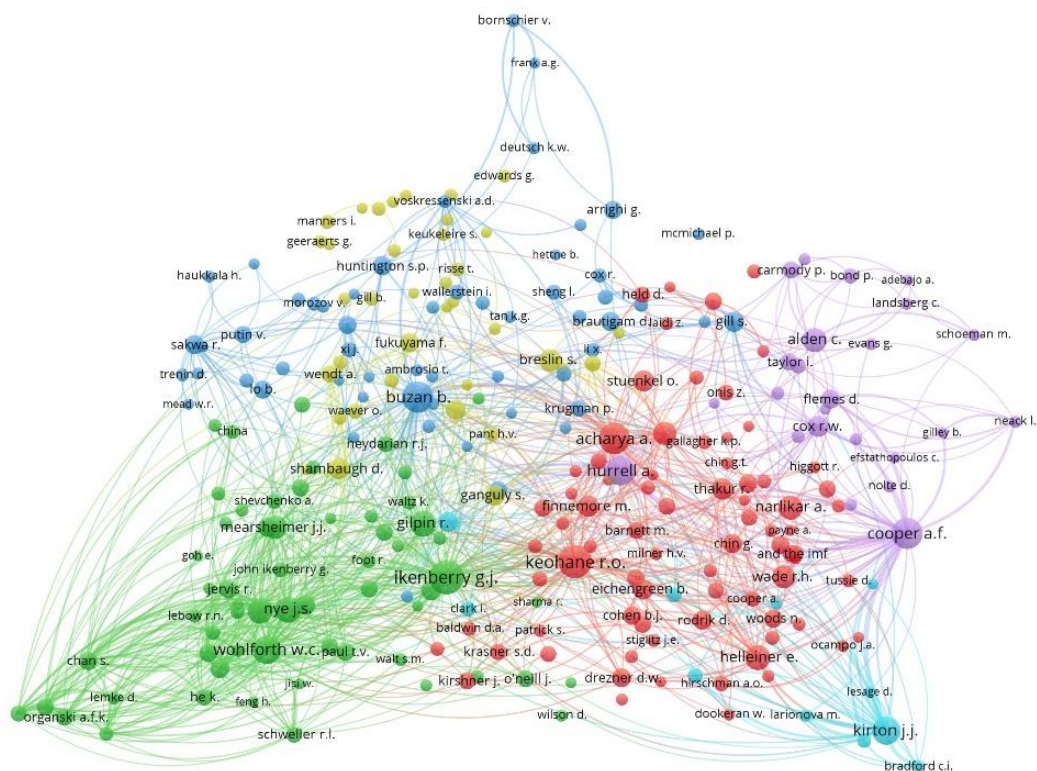 bornschier v.
frank a.g.
deutsch k.w.
edwards g.
voskressenski a.d.
arrighi g.
manners i.
mcmichael p.
keukeleire s.
geeraerts g.
hettne b.
huntington s.p.
risse t.
cox r.
carmody p.
bond p.
adebajo a.
haukkala h.
wallerstein i.
sheng l.
held d.
morozov v.
gill b.
landsberg c.
tan k.g.
brautigam d.
laidi z.
gill s.
putin v.
schoeman m.
sakwa r.
xi j.
fukuyama f.
alden c.
evans g.
li x.
breslin s.
taylor i.
trenin d.
wendt a.
ambrosio t.
stuenkel o.
lo b.
onis z.
flemes d.
mead w.r.
buzan b.
waever o.
krugman p.
neack l.
china
cox r.w.
gilley b.
heydarian r.j.
pant h.v.
acharya a.
gallagher k.p.
efstathopoulos c.
shambaugh d.
hurrell a.
chin g.t.
higgott r.
nolte d.
shevchenko a.
waltz k.
ganguly s.
thakur r.
finnemore m.
narlikar a.
mearsheimer j.j.
gilpin r.
barnett m.
payne a.
cooper a.f.
chin g.
goh e.
foot r.
milner h.v.
and the imf
john ikenberry g.
keohane r.o.
ikenberry g.j.
wade r.h.
tussie d.
jervis r.
eichengreen b.
sharma r.
cooper a.
lebow r.n.
nye j.s.
clark i.
cohen b.j.
rodrik d.
woods n.
baldwin d.a.
patrick s.
stiglitz j.e.
ocampo j.a.
wohlforth w.c.
paul t.v.
krasner s.d.
helleiner e.
chan s.
walt s.m.
drezner d.w.
kirshner j.
o'neill j.
hirschman a.o.
jisi w.
lemke d.
he k.
feng h.
lesage d.
organski a.f.k.
wilson d.
dookeran w.
larionova m.
schweller r.l.
kirton j.j.
bradford c.i.